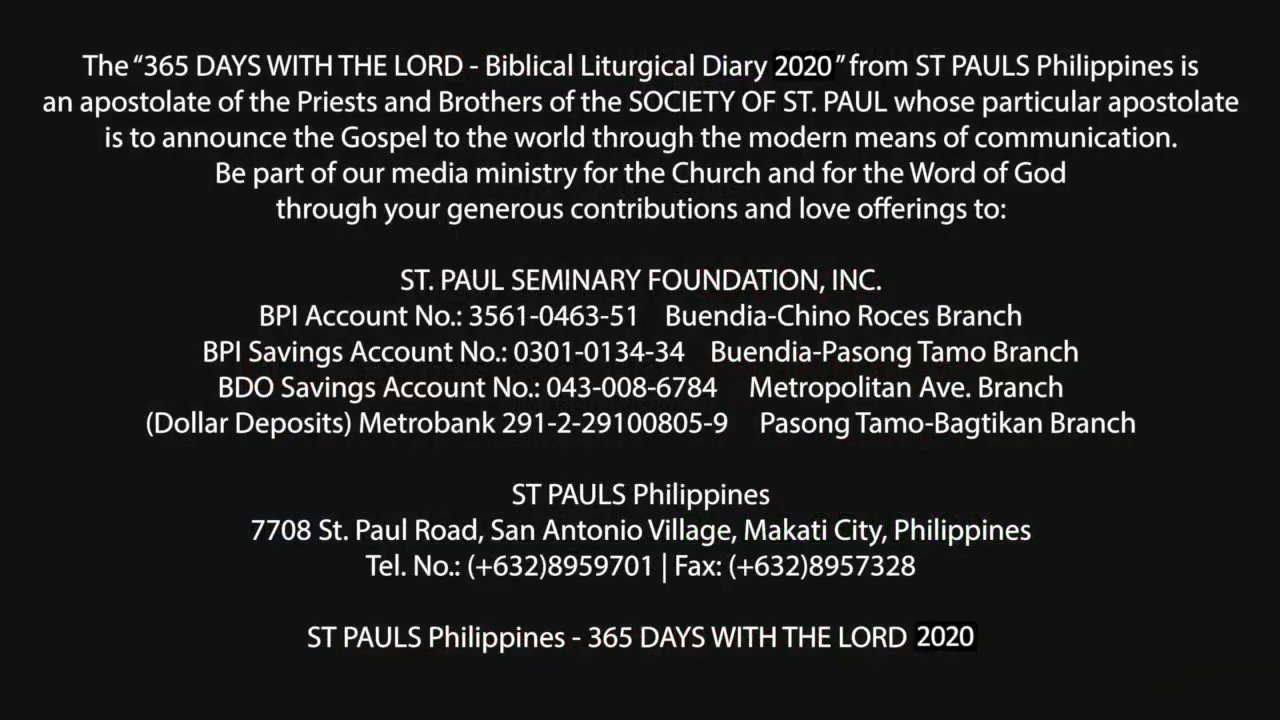 The “365 DAYS WITH THE LORD - Biblical Liturgical Diary 2020” from ST PAULS Philippines is
an apostolate of the Priests and Brothers of the SOCIETY OF ST. PAUL whose particular apostolate
is to announce the Gospel to the world through the modern means of communication.
Be part of our media ministry for the Church and for the Word of God
through your generous contributions and love offerings to:
ST. PAUL SEMINARY FOUNDATION, INC.
BPI Account No.: 3561-0463-51 Buendia-Chino Roces Branch
BPI Savings Account No.: 0301-0134-34 Buendia-Pasong Tamo Branch
BDO Savings Account No.: 043-008-6784 Metropolitan Ave. Branch
(Dollar Deposits) Metrobank 291-2-29100805-9 Pasong Tamo-Bagtikan Branch
ST PAULS Philippines
7708 St. Paul Road, San Antonio Village, Makati City, Philippines
Tel. No.: (+632)8959701 | Fax: (+632)8957328
ST PAULS Philippines - 365 DAYS WITH THE LORD 2020